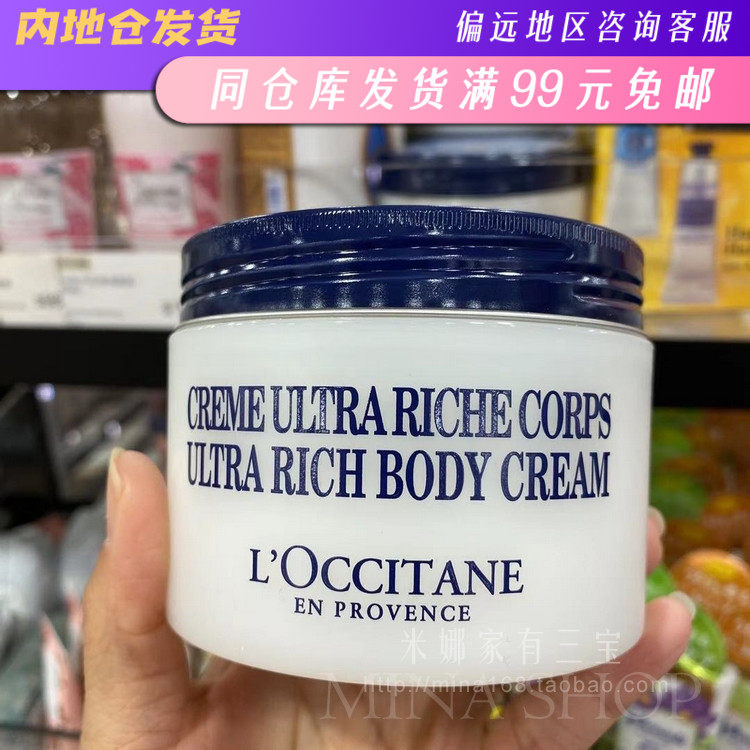 内地仓发货
偏远地区咨询客服
同仓库发货满99元免邮
CREME ULTRA RICHE CORPS
ULTRA RICH BODY CREAM
L'OCCITANE
EN PROVENCE
米娜家有三宝
http://mina168.taobao.com
MINA SHOP